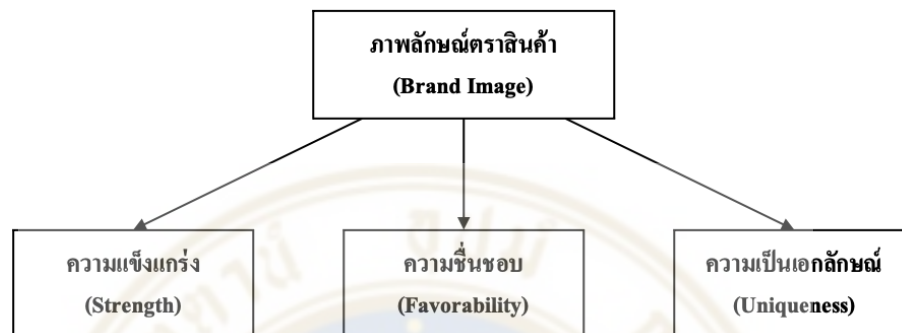 ภาพลักษณ์ตราสินค้า
(Brand Image)
ความแข็งแกร่ง
(Strength)
ความชื่นชอบ
(Favorability)
ความเป็นเอกลักษณ์
(Uniqueness)